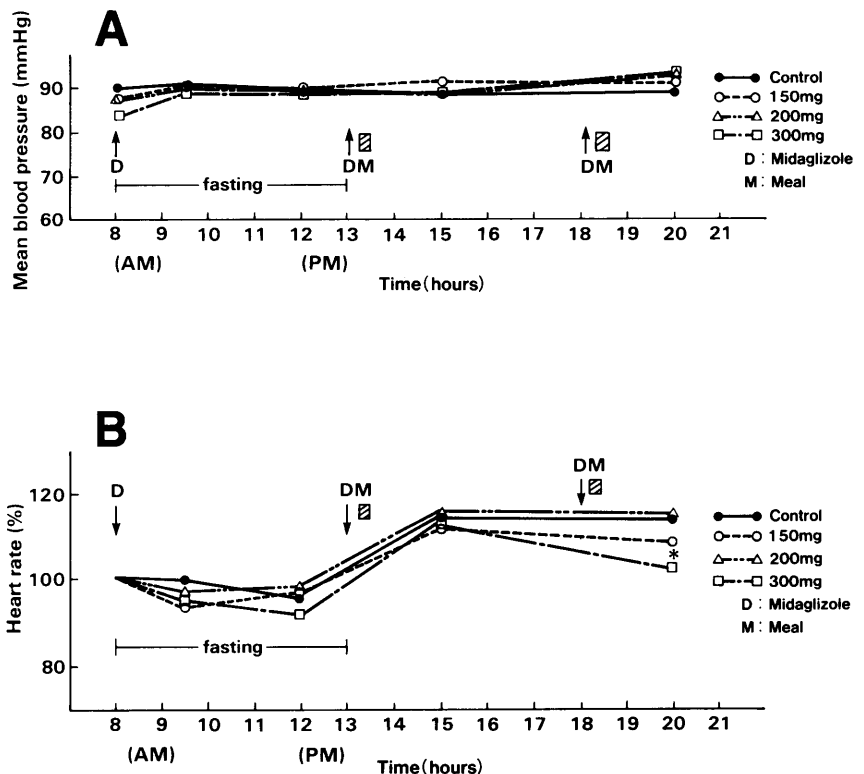 A
Mean blood pressure (mmHg)
90
80
70
60
D
DM
DM
fasting
Control
150mg
200mg
300mg
D : Midaglizole
M : Meal
8 9 10 11 12 13 14 15 16 17 18 19 20 21
(AM) (PM)
Time(hours)
B
Heart rate (%)
120
100
80
D
DM
DM
*
fasting
Control
150mg
200mg
300mg
D : Midaglizole
M : Meal
8 9 10 11 12 13 14 15 16 17 18 19 20 21
(AM) (PM)
Time(hours)